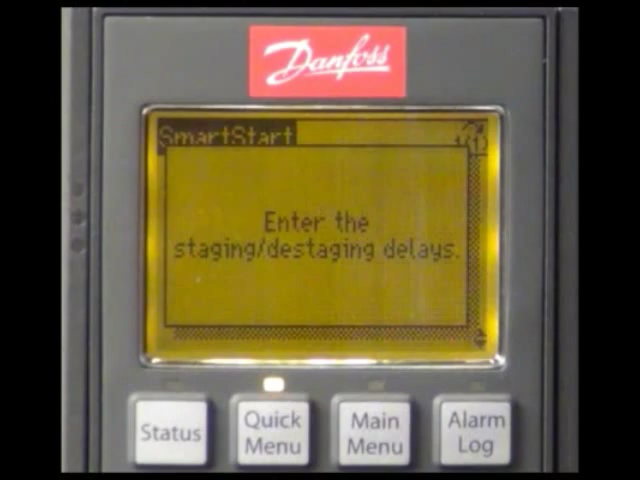 Danfoss
SmartStart
Enter the
staging/destaging delays.
Status
Quick
Menu
Main
Menu
Alarm
Log